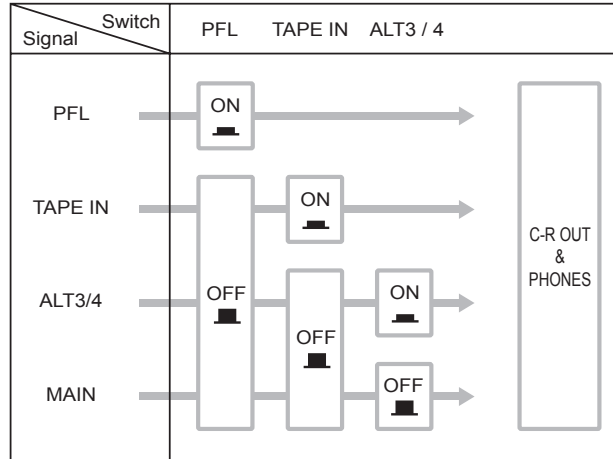 Switch
Signal
PFL TAPE IN ALT3 / 4
PFL ON
TAPE IN ON
ALT3/4 OFF ON
OFF
MAIN OFF
C-R OUT
&
PHONES